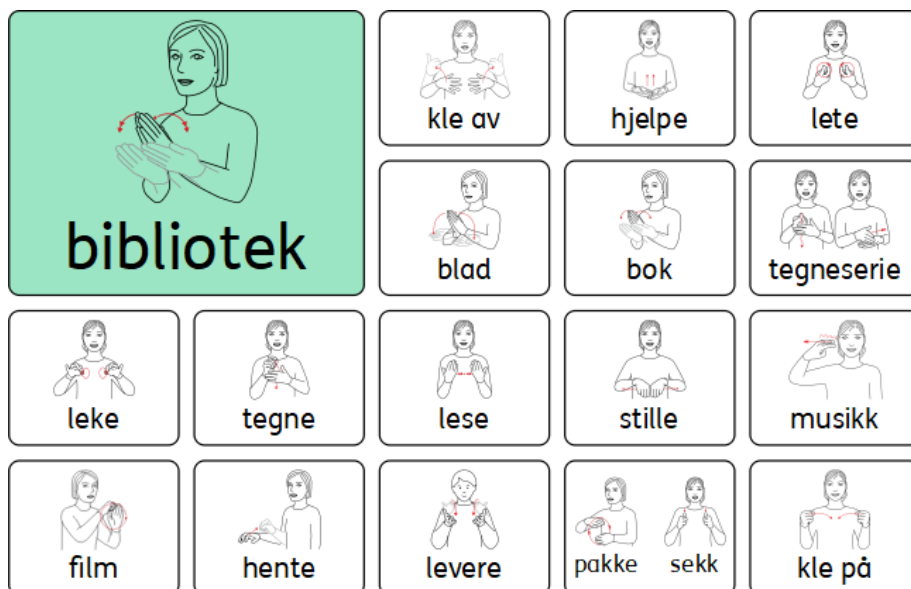 bibliotek
kle av
hjelpe
lete
blad
bok
tegneserie
leke
tegne
lese
stille
musikk
film
hente
levere
pakke sekk
kle på